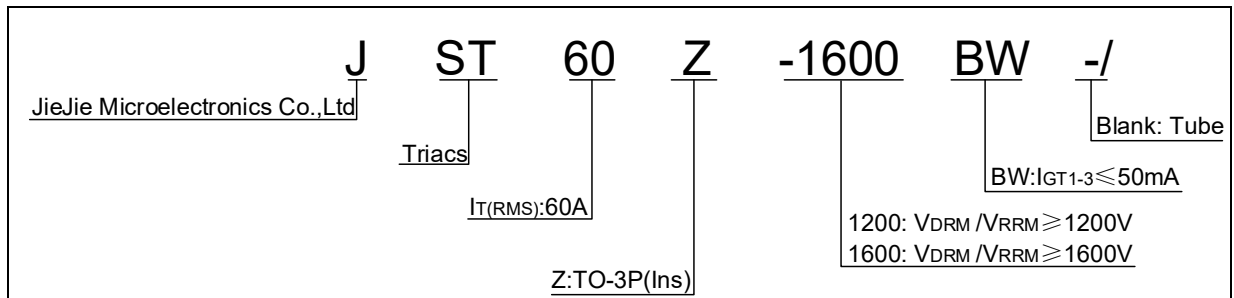 J ST 60 Z -1600 BW -/
JieJie Microelectronics Co.,Ltd
Blank: Tube
Triacs
BW:IGT1-3≤50mA
IT(RMS):60A
1200: VDRM /VRRM≥1200V
1600: VDRM /VRRM≥1600V
Z:TO-3P(Ins)